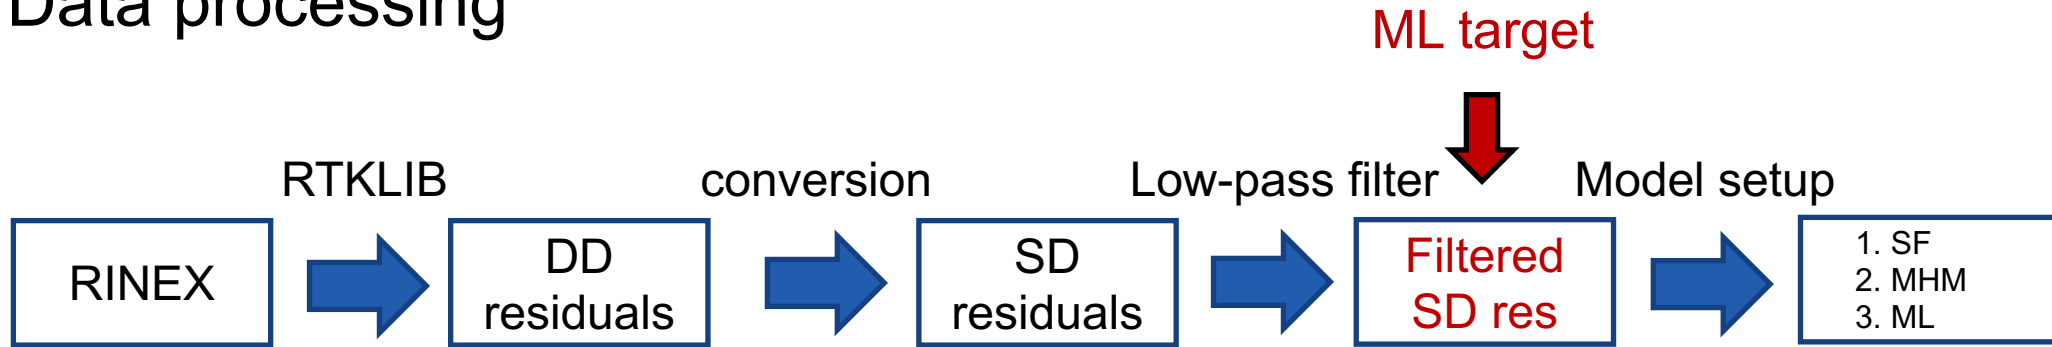 Data processing
ML target
RTKLIB
conversion
Low-pass filter
Model setup
RINEX
DD
residuals
SD
residuals
Filtered
SD res
1. SF
2. MHM
3. ML